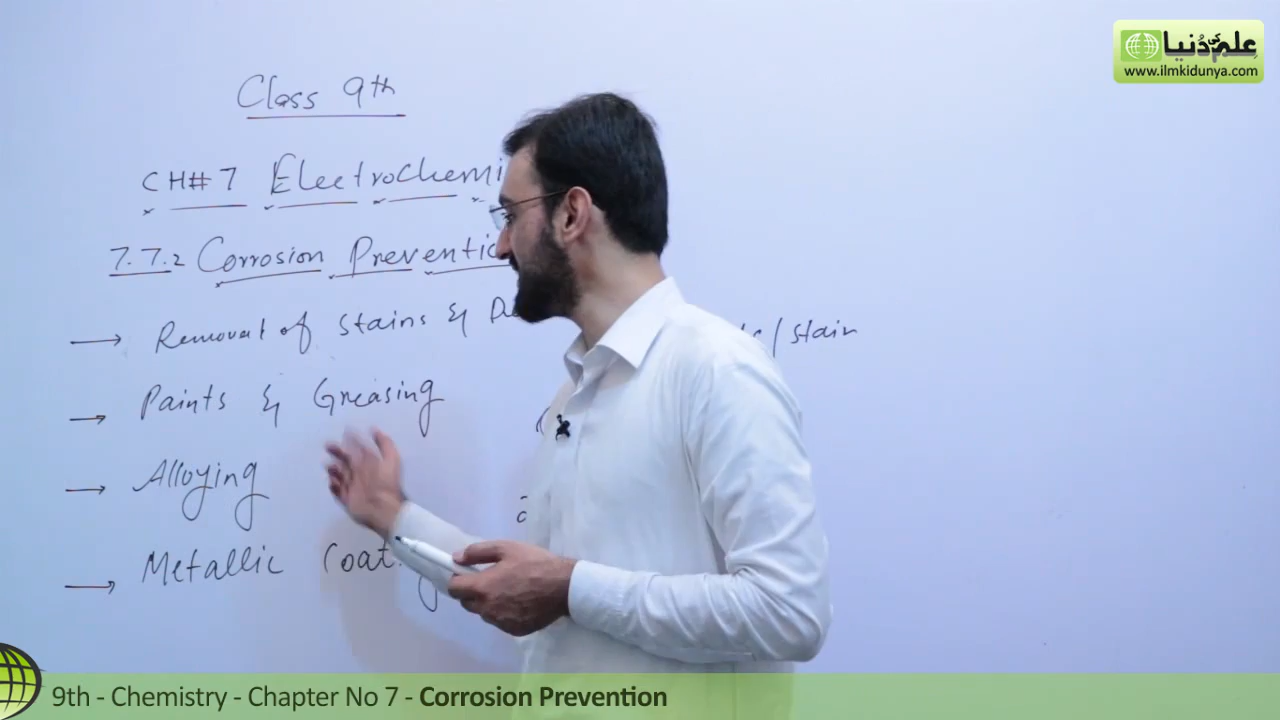 علم کی دُنیا
www.ilmkidunya.com
Class 9th
CH#7 Electrochemi
7.7.2 Corrosion Preventio
→ Removal of Stains & /stain
→ Paints & Greasing
→ Alloying
→ Metallic Coat
9th - Chemistry - Chapter No 7 - Corrosion Prevention